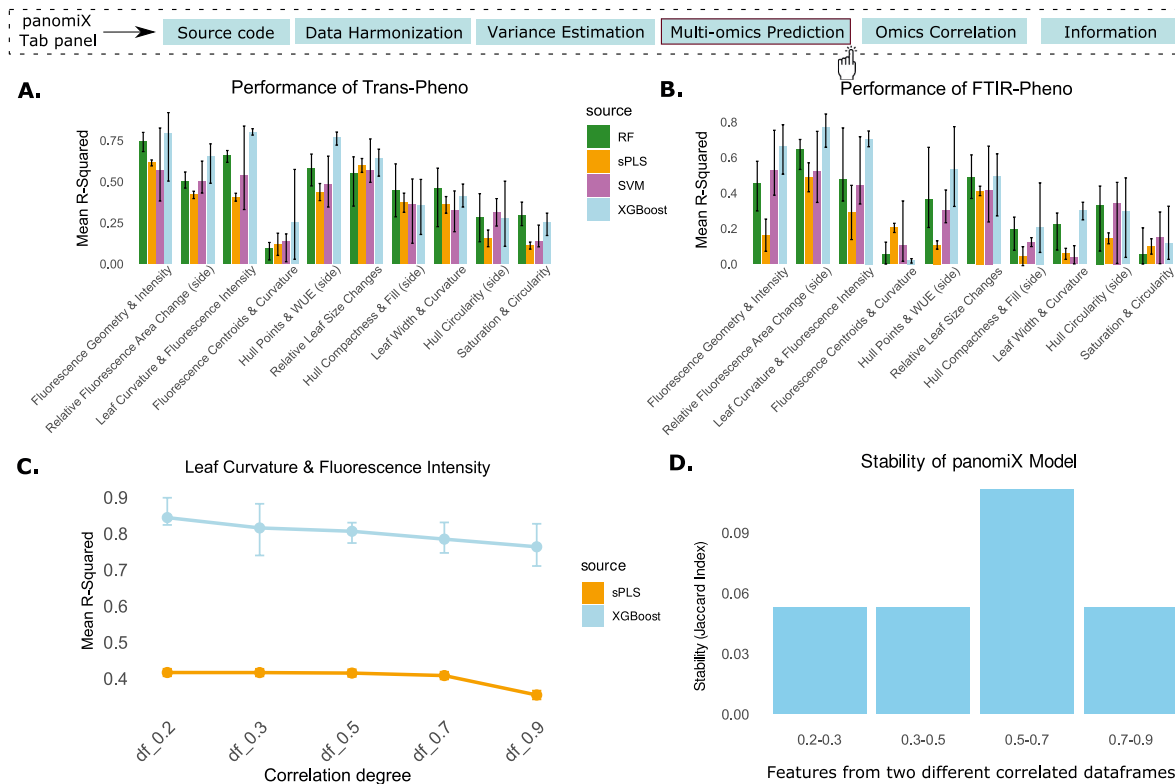 panomiX
Tab panel
Source code
Data Harmonization
Variance Estimation
Multi-omics Prediction
Omics Correlation
Information
A.
Performance of Trans-Pheno
Mean R-Squared
0.75
0.50
0.25
0.00
Fluorescence Geometry & Intensity
Relative Fluorescence Area Change (side)
Leaf Curvature & Fluorescence Intensity
Fluorescence Centroids & Curvature
Hull Points & WUE (side)
Relative Leaf Size Changes
Hull Compactness & Fill (side)
Leaf Width & Curvature
Hull Circularity (side)
Saturation & Circularity
source
RF
sPLS
SVM
XGBoost
B.
Performance of FTIR-Pheno
Mean R-Squared
0.8
0.6
0.4
0.2
0.0
Fluorescence Geometry & Intensity
Relative Fluorescence Area Change (side)
Leaf Curvature & Fluorescence Intensity
Fluorescence Centroids & Curvature
Hull Points & WUE (side)
Relative Leaf Size Changes
Hull Compactness & Fill (side)
Leaf Width & Curvature
Hull Circularity (side)
Saturation & Circularity
C.
Leaf Curvature & Fluorescence Intensity
Mean R-Squared
0.9
0.8
0.7
0.6
0.5
0.4
df_0.2
df_0.3
df_0.5
df_0.7
df_0.9
Correlation degree
source
sPLS
XGBoost
D.
Stability of panomiX Model
Stability (Jaccard Index)
0.09
0.06
0.03
0.00
0.2-0.3
0.3-0.5
0.5-0.7
0.7-0.9
Features from two different correlated dataframes